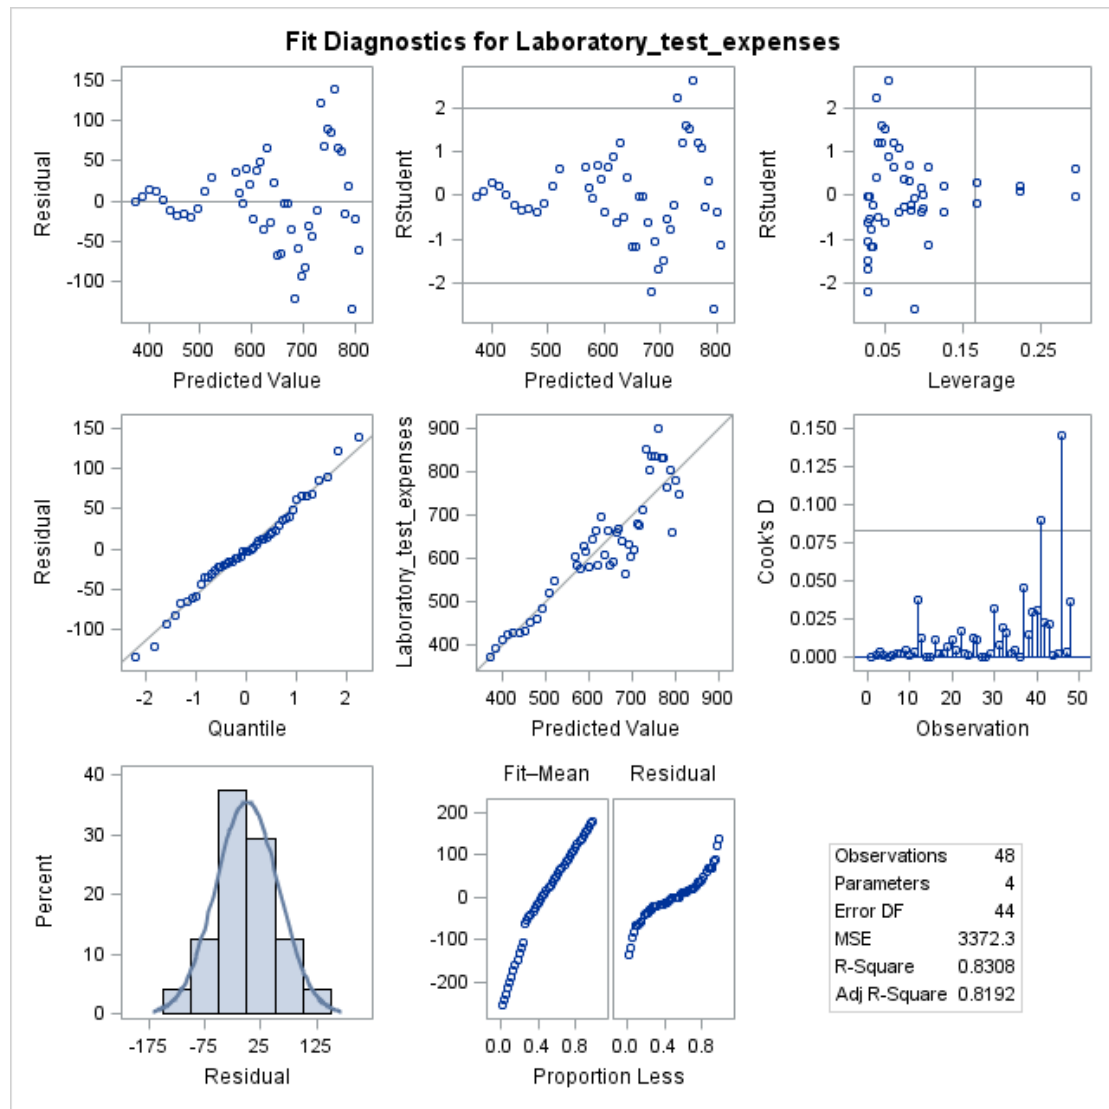 Fit Diagnostics for Laboratory_test_expenses
150
100
50
0
-50
-100
Residual
400 500 600 700 800
Predicted Value
2
1
0
-1
-2
RStudent
400 500 600 700 800
Predicted Value
2
1
0
-1
-2
RStudent
0.05 0.15 0.25
Leverage
150
100
50
0
-50
-100
Residual
-2 -1 0 1 2
Quantile
900
800
700
600
500
400
Laboratory_test_expenses
400 500 600 700 800 900
Predicted Value
0.150
0.125
0.100
0.075
0.050
0.025
0.000
Cook's D
0 10 20 30 40 50
Observation
40
30
20
10
0
Percent
-175 -75 25 125
Residual
Fit–Mean Residual
200
100
0
-100
-200
0.0 0.4 0.8 0.0 0.4 0.8
Proportion Less
Observations 48
Parameters 4
Error DF 44
MSE 3372.3
R-Square 0.8308
Adj R-Square 0.8192